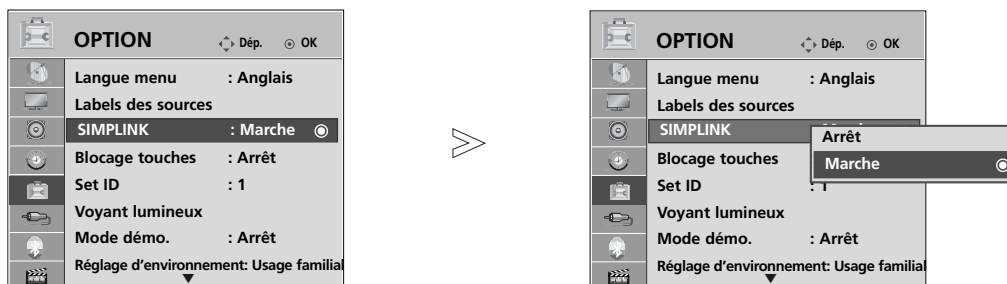 OPTION Dép. OK
Langue menu : Anglais
Labels des sources
SIMPLINK : Marche
Blocage touches : Arrêt
Set ID : 1
Voyant lumineux
Mode démo. : Arrêt
Réglage d’environnement: Usage familial
OPTION Dép. OK
Langue menu : Anglais
Labels des sources
SIMPLINK
Arrêt
Marche
Blocage touches
Set ID : 1
Voyant lumineux
Mode démo. : Arrêt
Réglage d’environnement: Usage familial